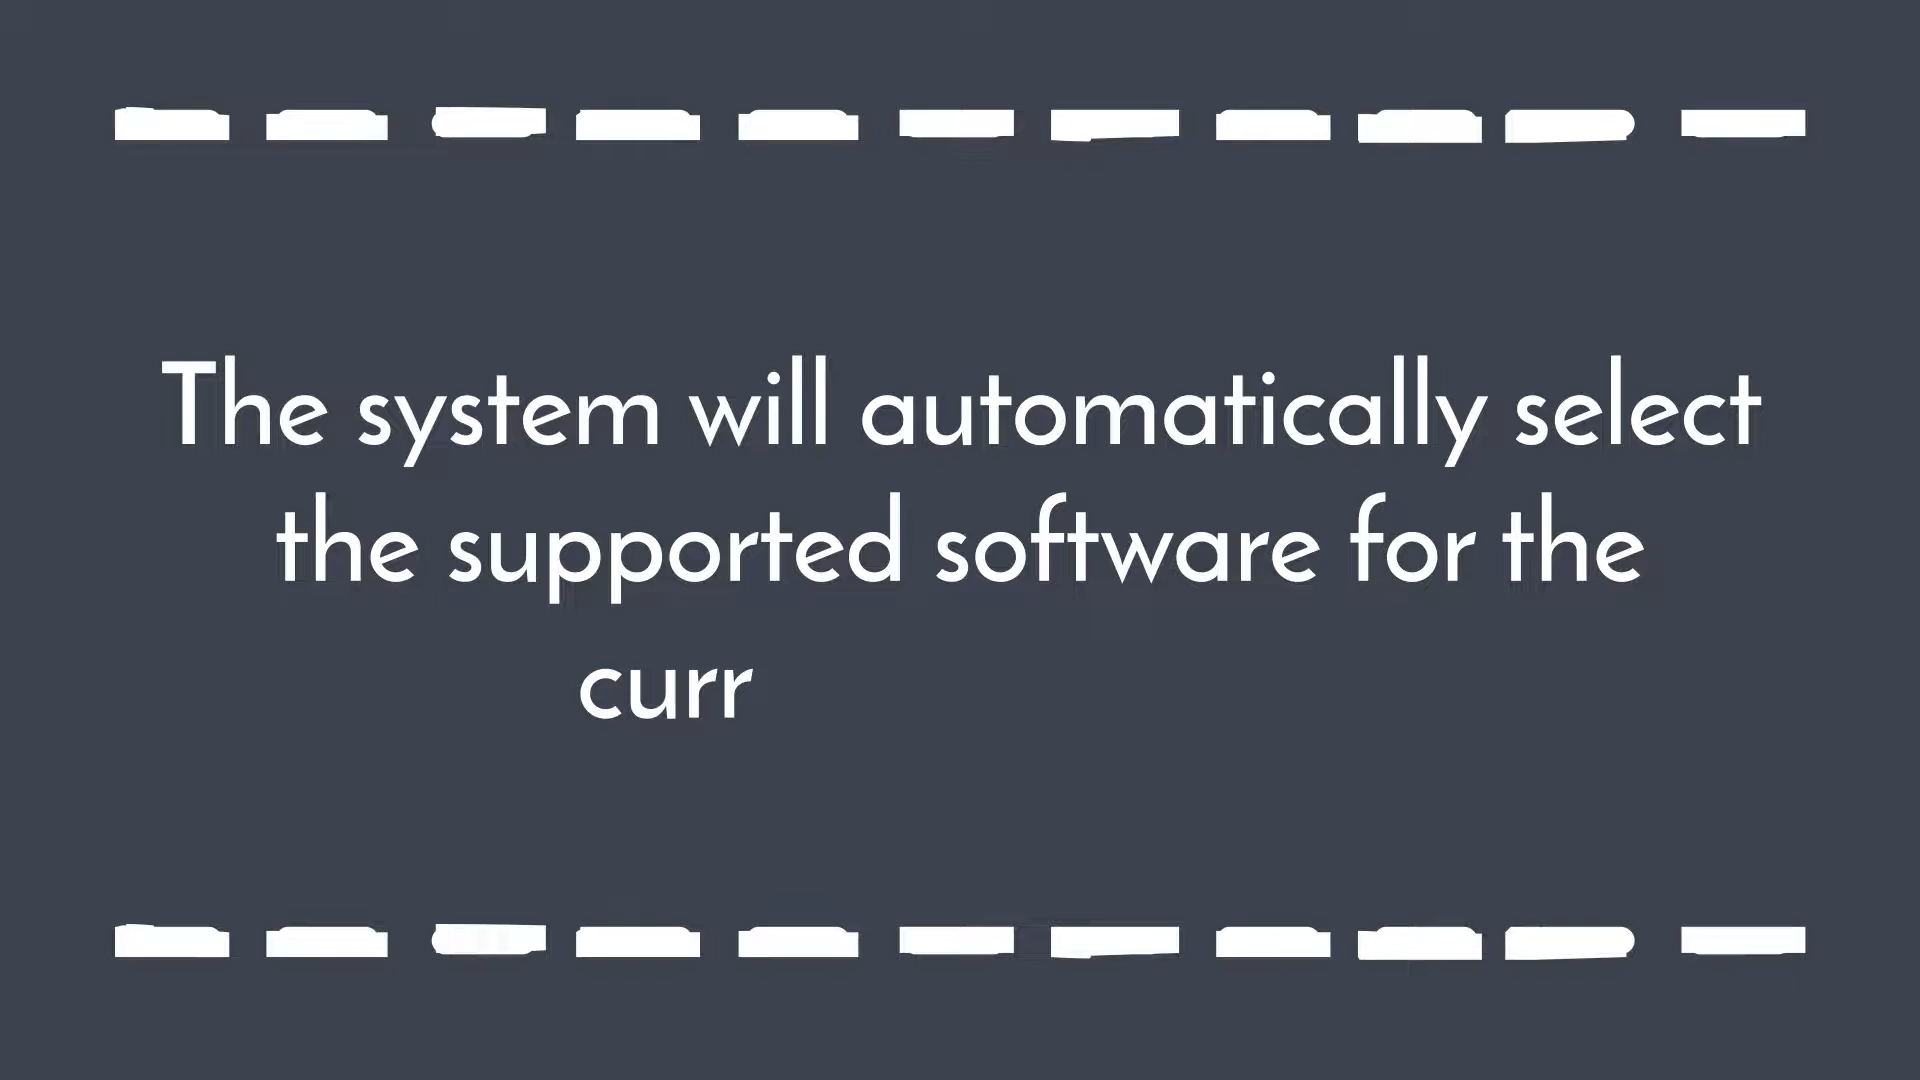 The system will automatically select
the supported software for the
curr